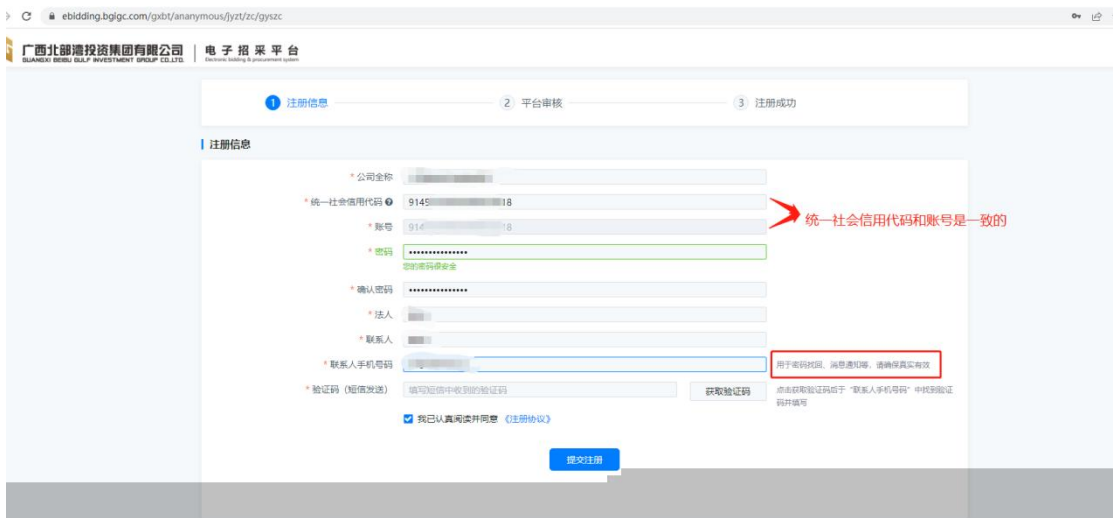 ebidding.bgigc.com/gxbt/ananymous/jyzt/zc/gyszc
广西北部湾投资集团有限公司
GUANGXI BEIBU GULF INVESTMENT GROUP CO.,LTD.
电子招采平台
Electronic bidding & procurement system
1 注册信息
2 平台审核
3 注册成功
注册信息
* 公司全称
* 统一社会信用代码 9145 18
* 账号 914 18
统一社会信用代码和账号是一致的
* 密码 •••••••••••••••
您的密码很安全
* 确认密码 •••••••••••••••
* 法人
* 联系人
* 联系人手机号码
用于密码找回、消息通知等，请确保真实有效
* 验证码（短信发送） 填写短信中收到的验证码 获取验证码
点击获取验证码后于“联系人手机号码”中找到验证
码并填写
我已认真阅读并同意 《注册协议》
提交注册